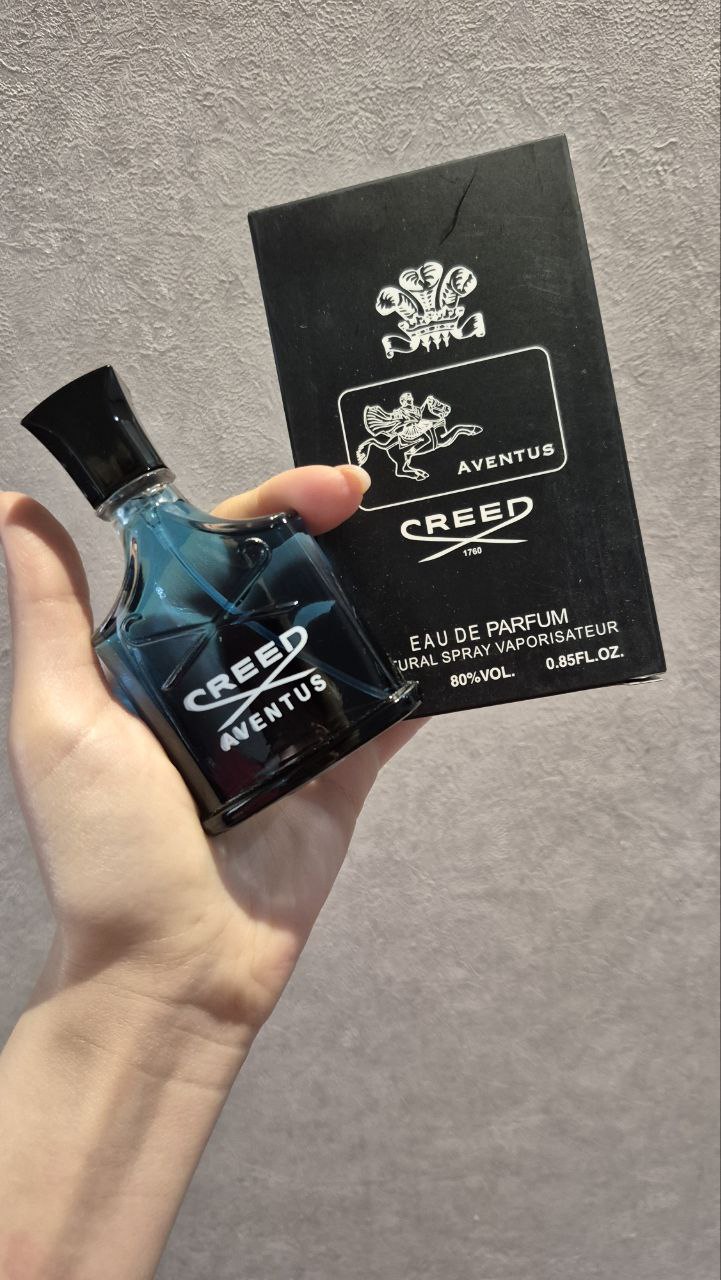 AVENTUS
CREED
1760
EAU DE PARFUM
TURAL SPRAY VAPORISATEUR
80%VOL. 0.85FL.OZ.
CREED
AVENTUS